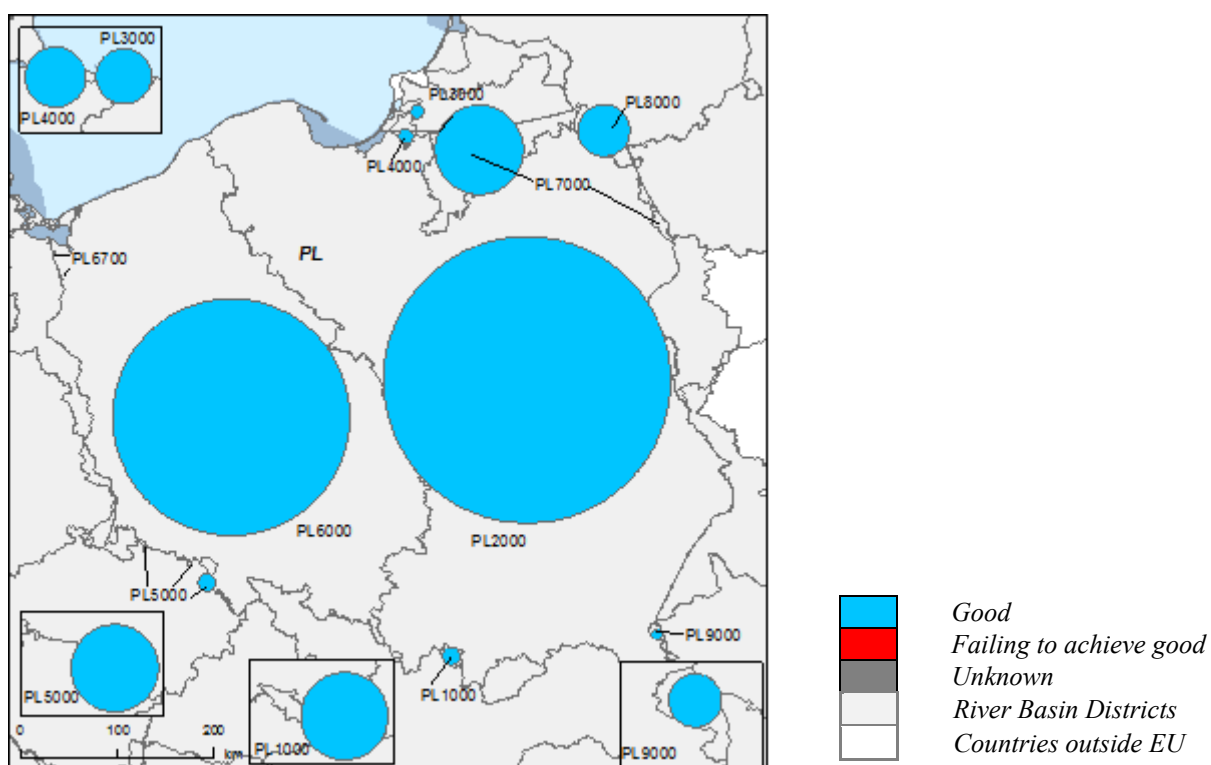 PL3000
PL4000
PL3000
PL4000
PL8000
PL7000
PL6700
PL
PL6000
PL2000
PL5000
PL9000
PL1000
PL5000
PL1000
PL9000
0 100 200
km
Good
Failing to achieve good
Unknown
River Basin Districts
Countries outside EU